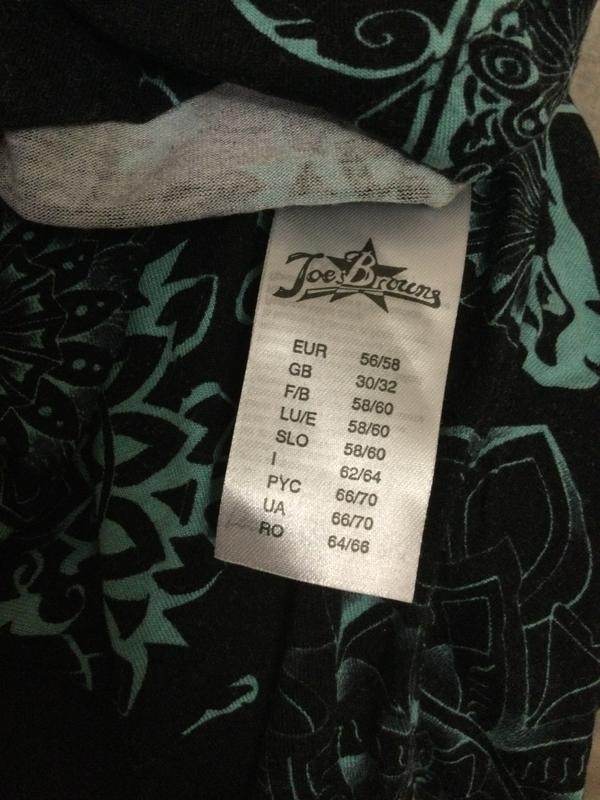 Joe Browns
EUR 56/58
GB 30/32
F/B 58/60
LU/E 58/60
SLO 58/60
I 62/64
РУС 66/70
UA 66/70
RO 64/66